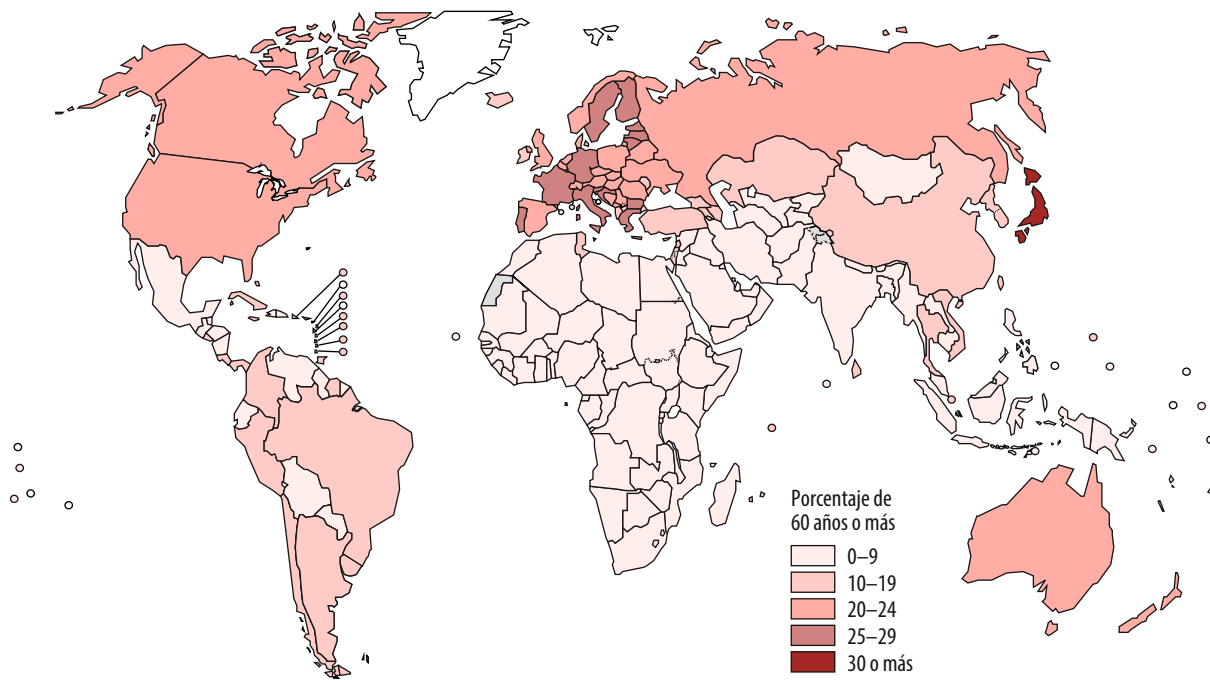 Porcentaje de
60 años o más
0–9
10–19
20–24
25–29
30 o más